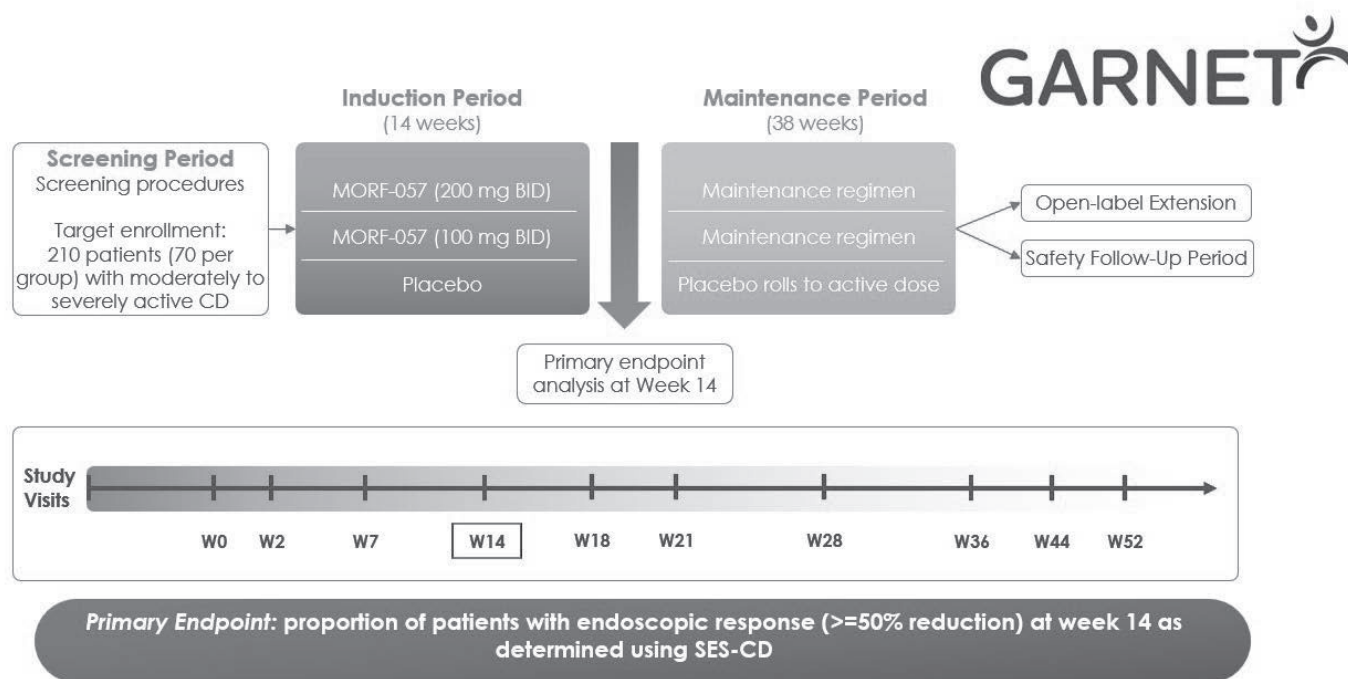 GARNET
Induction Period
(14 weeks)
Maintenance Period
(38 weeks)
Screening Period
Screening procedures
Target enrollment:
210 patients (70 per
group) with moderately to
severely active CD
MORF-057 (200 mg BID)
MORF-057 (100 mg BID)
Placebo
Maintenance regimen
Maintenance regimen
Placebo rolls to active dose
Open-label Extension
Safety Follow-Up Period
Primary endpoint
analysis at Week 14
Study
Visits
W0 W2 W7 W14 W18 W21 W28 W36 W44 W52
Primary Endpoint: proportion of patients with endoscopic response (>=50% reduction) at week 14 as
determined using SES-CD